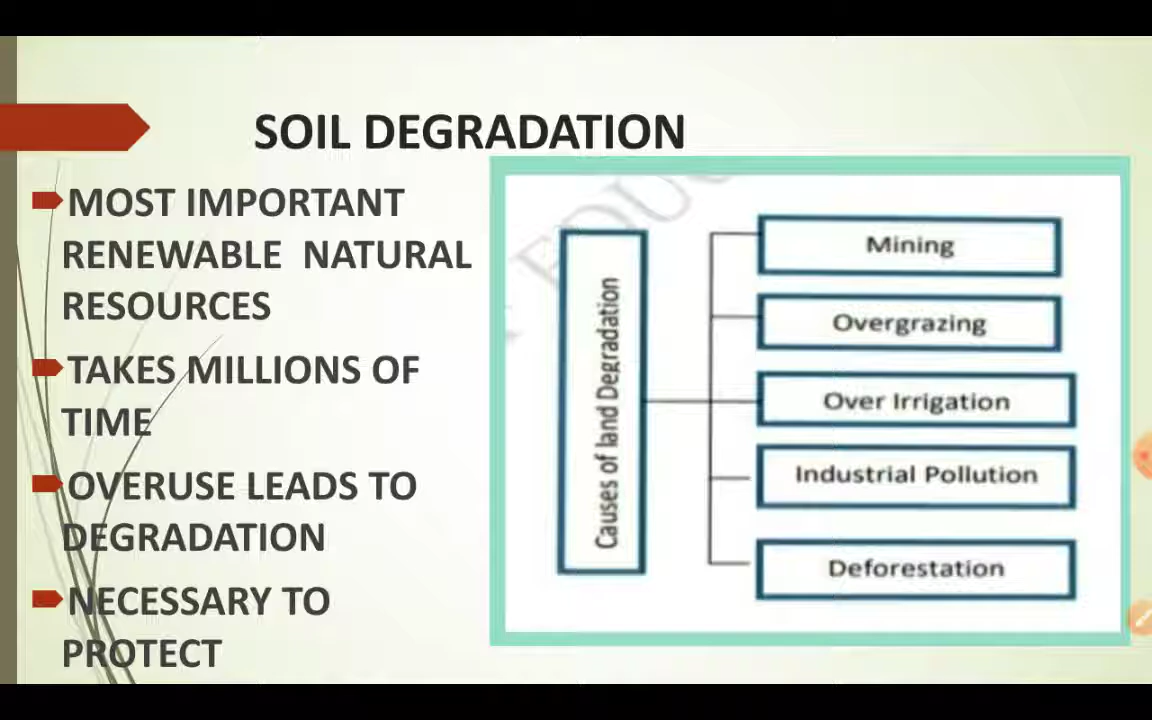 SOIL DEGRADATION
MOST IMPORTANT
RENEWABLE NATURAL
RESOURCES
TAKES MILLIONS OF
TIME
OVERUSE LEADS TO
DEGRADATION
NECESSARY TO
PROTECT
Causes of land Degradation
Mining
Overgrazing
Over Irrigation
Industrial Pollution
Deforestation